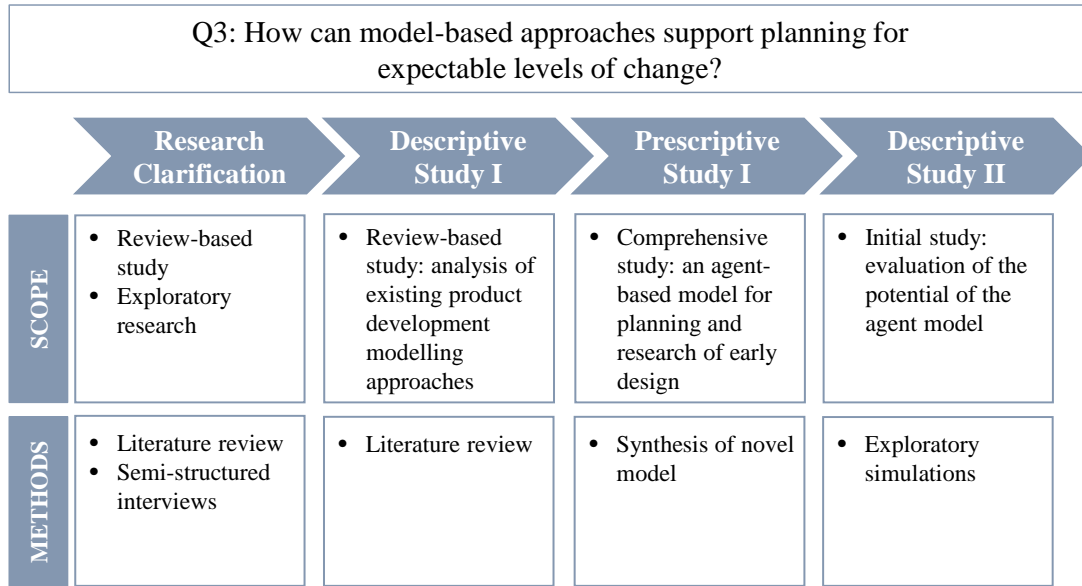 Q3: How can model-based approaches support planning for
expectable levels of change?
Research
Clarification
Descriptive
Study I
Prescriptive
Study I
Descriptive
Study II
SCOPE
• Review-based
study
• Exploratory
research
• Review-based
study: analysis of
existing product
development
modelling
approaches
• Comprehensive
study: an agent-
based model for
planning and
research of early
design
• Initial study:
evaluation of the
potential of the
agent model
METHODS
• Literature review
• Semi-structured
interviews
• Literature review
• Synthesis of novel
model
• Exploratory
simulations